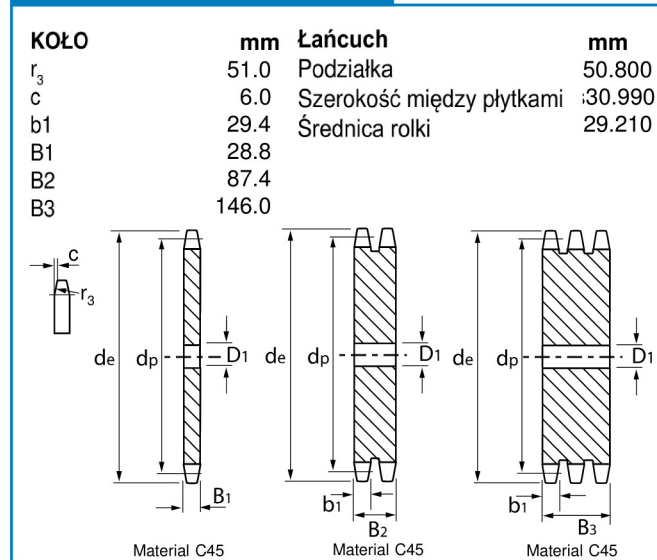 KOŁO mm Łańcuch mm
r3 51.0 Podziałka 50.800
c 6.0 Szerokość między płytkami 30.990
b1 29.4 Średnica rolki 29.210
B1 28.8
B2 87.4
B3 146.0
c
r3
de dp D1 de dp D1 de dp D1
B1 b1 B2 b1 B3
Material C45 Material C45 Material C45